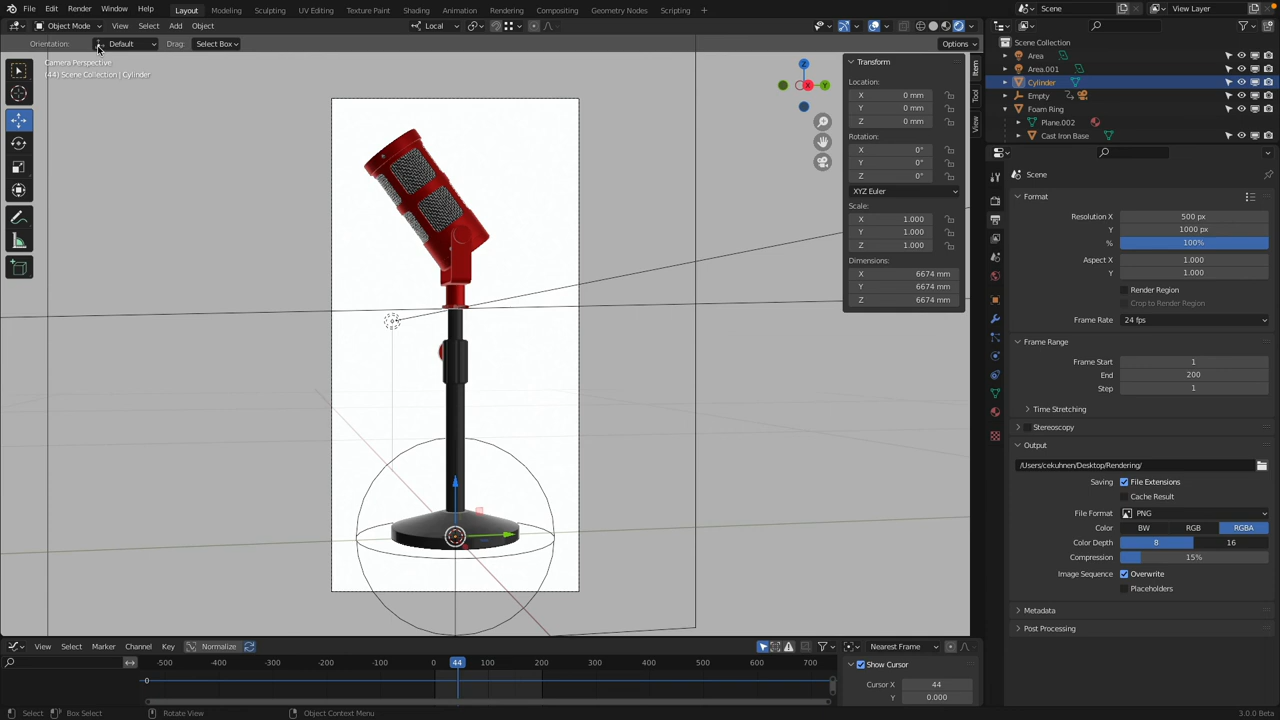 File Edit Render Window Help Layout Modeling Sculpting UV Editing Texture Paint Shading Animation Rendering Compositing Geometry Nodes Scripting + Scene View Layer
Object Mode View Select Add Object Local
Orientation: Default Drag: Select Box Options
Camera Perspective
(44) Scene Collection | Cylinder
Z
X
Y
Item
Tool
View
Transform
Location:
X 0 mm
Y 0 mm
Z 0 mm
Rotation:
X 0°
Y 0°
Z 0°
XYZ Euler
Scale:
X 1.000
Y 1.000
Z 1.000
Dimensions:
X 6674 mm
Y 6674 mm
Z 6674 mm
Scene Collection
Area
Area.001
Cylinder
Empty
Foam Ring
Plane.002
Cast Iron Base
Scene
Format
Resolution X 500 px
Y 1000 px
% 100%
Aspect X 1.000
Y 1.000
Render Region
Crop to Render Region
Frame Rate 24 fps
Frame Range
Frame Start 1
End 200
Step 1
Time Stretching
Stereoscopy
Output
/Users/cekuhnen/Desktop/Rendering/
Saving File Extensions
Cache Result
File Format PNG
Color BW RGB RGBA
Color Depth 8 16
Compression 15%
Image Sequence Overwrite
Placeholders
Metadata
Post Processing
View Select Marker Channel Key Normalize Nearest Frame
-500 -400 -300 -200 -100 0 44 100 200 300 400 500 600 700
-0
Show Cursor
Cursor X 44
Y 0.000
Select Box Select Rotate View Object Context Menu 3.0.0 Beta